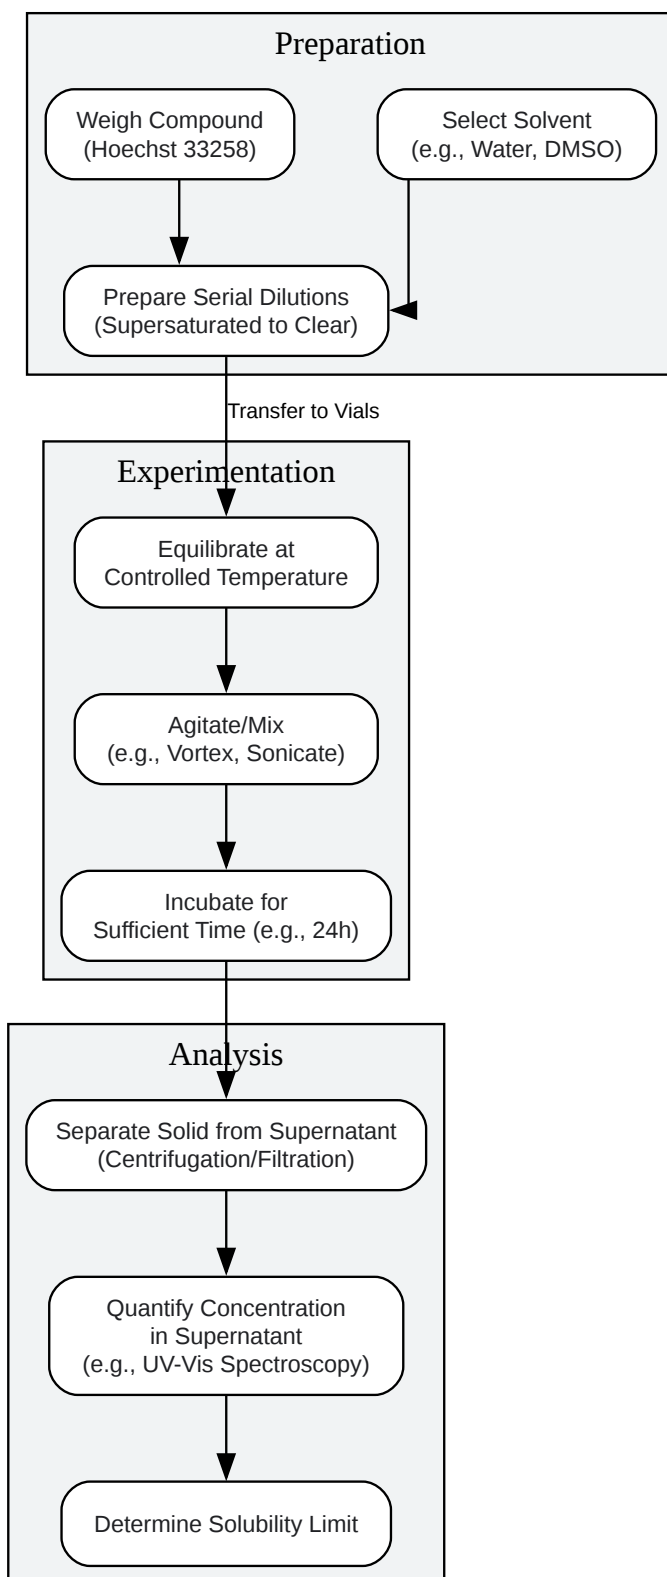 Preparation
Weigh Compound
(Hoechst 33258)
Select Solvent
(e.g., Water, DMSO)
Prepare Serial Dilutions
(Supersaturated to Clear)
Transfer to Vials
Experimentation
Equilibrate at
Controlled Temperature
Agitate/Mix
(e.g., Vortex, Sonicate)
Incubate for
Sufficient Time (e.g., 24h)
Analysis
Separate Solid from Supernatant
(Centrifugation/Filtration)
Quantify Concentration
in Supernatant
(e.g., UV-Vis Spectroscopy)
Determine Solubility Limit